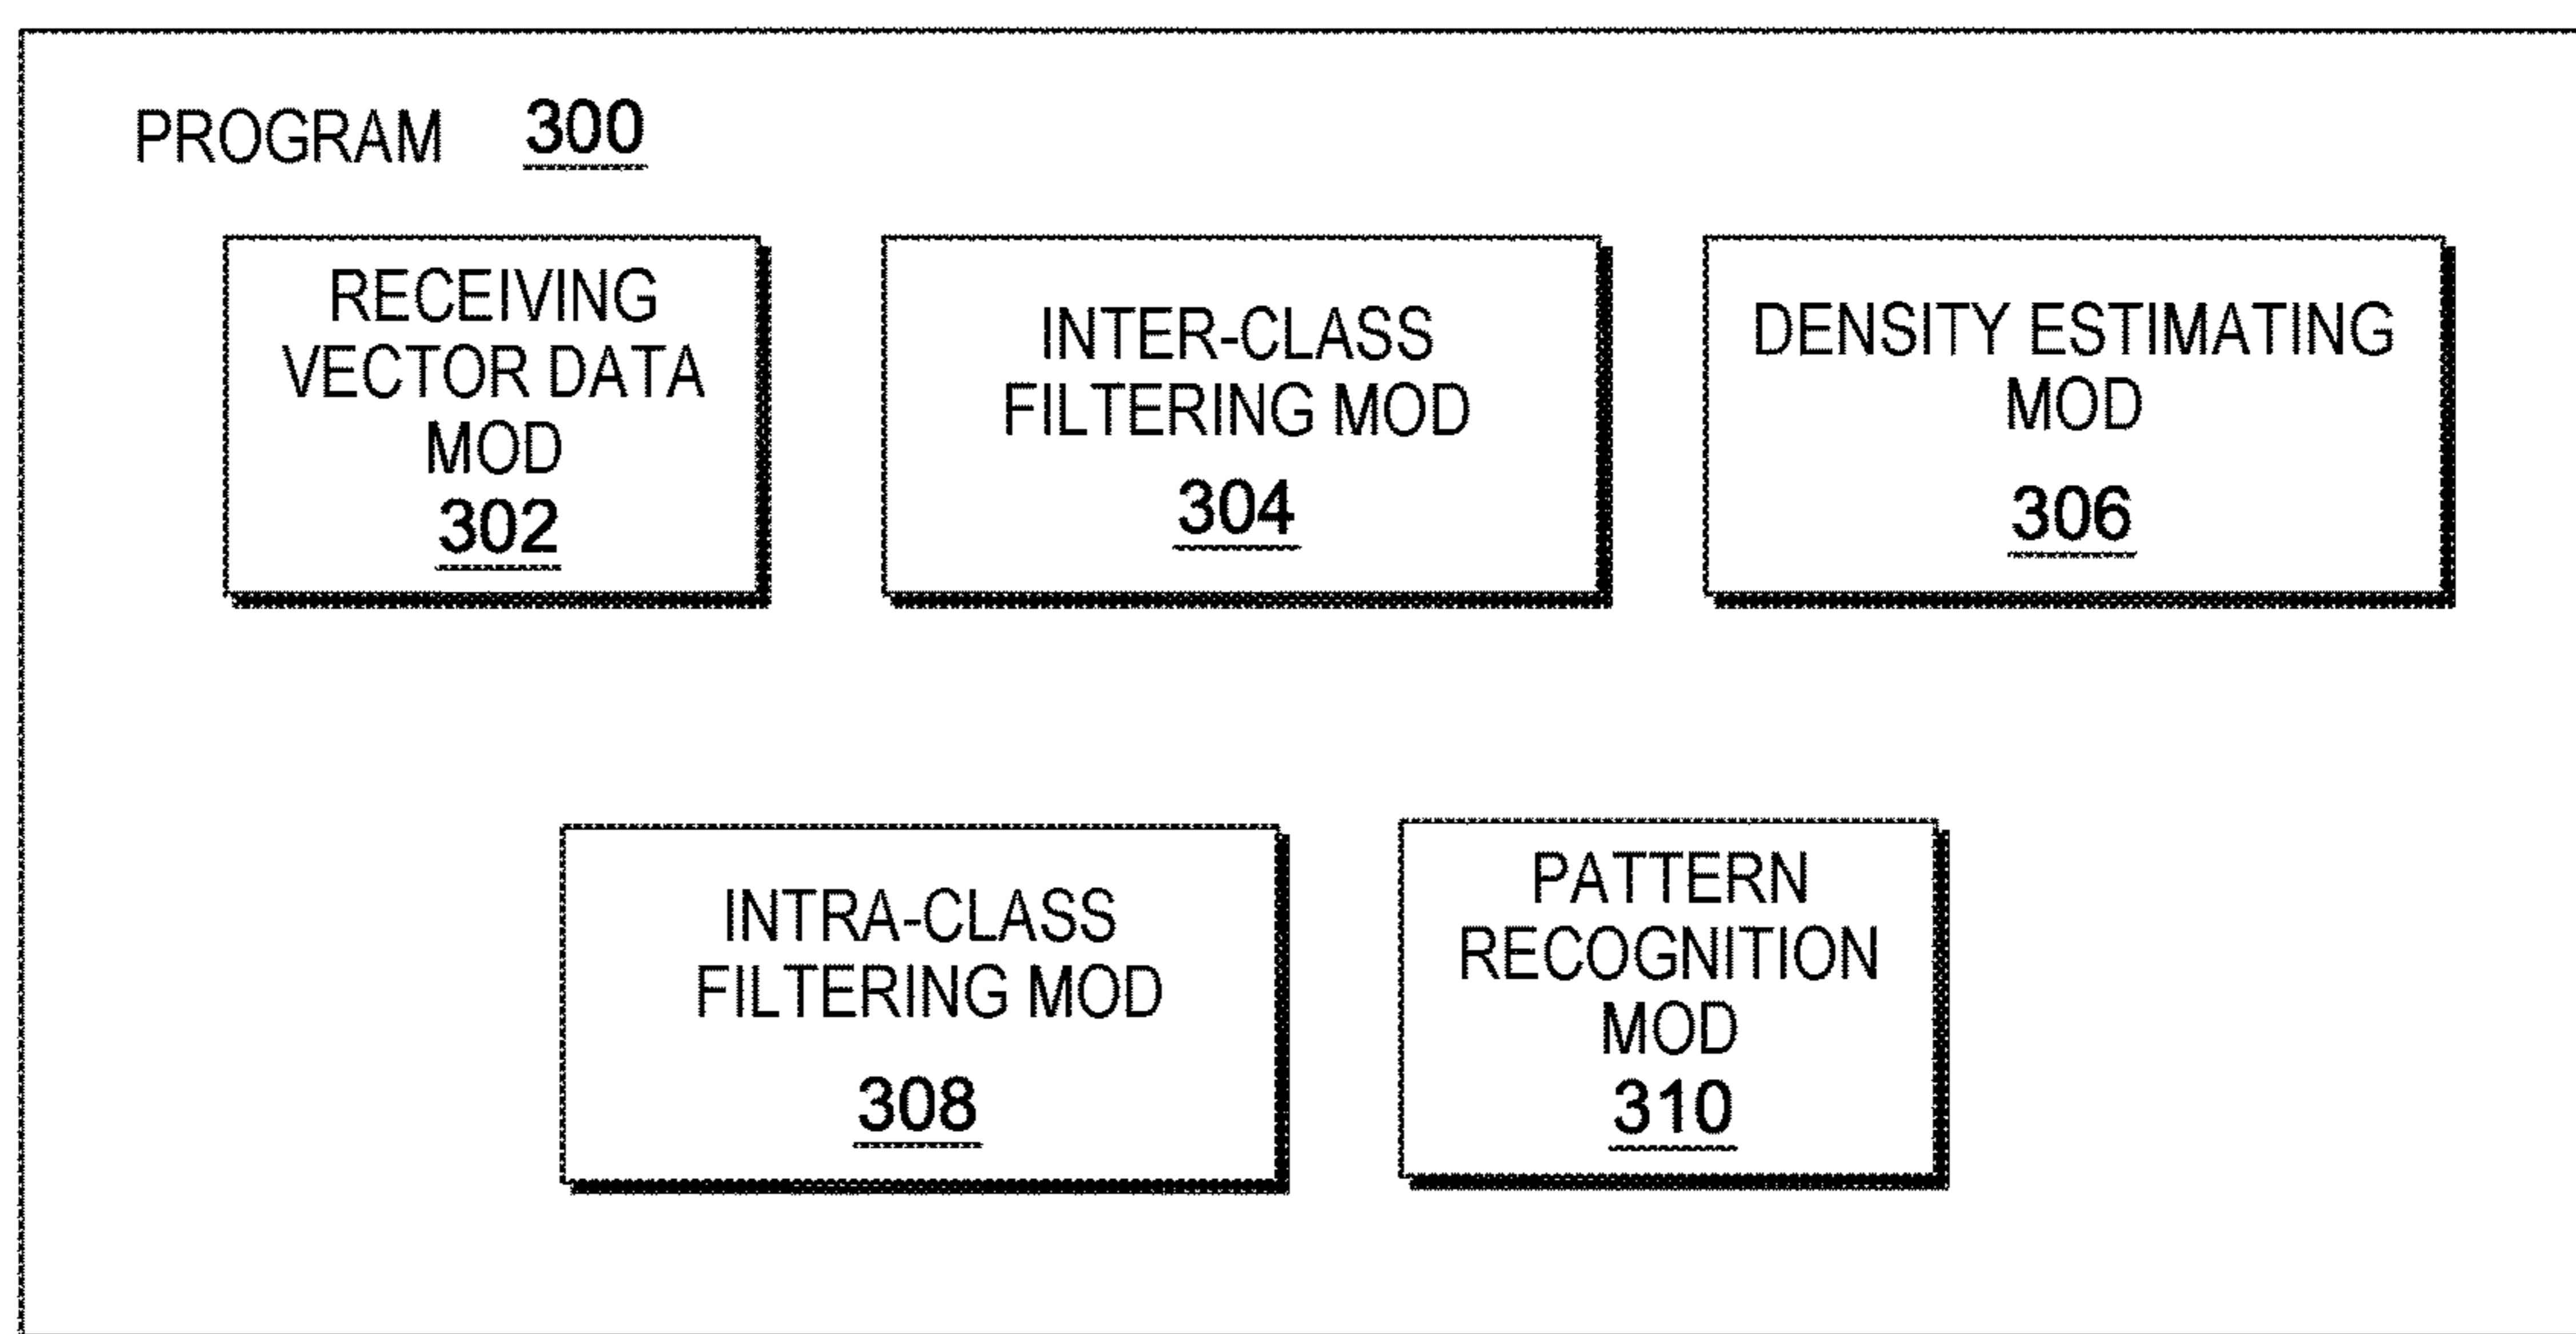 PROGRAM 300
RECEIVING
VECTOR DATA
MOD
302
INTER-CLASS
FILTERING MOD
304
DENSITY ESTIMATING
MOD
306
INTRA-CLASS
FILTERING MOD
308
PATTERN
RECOGNITION
MOD
310